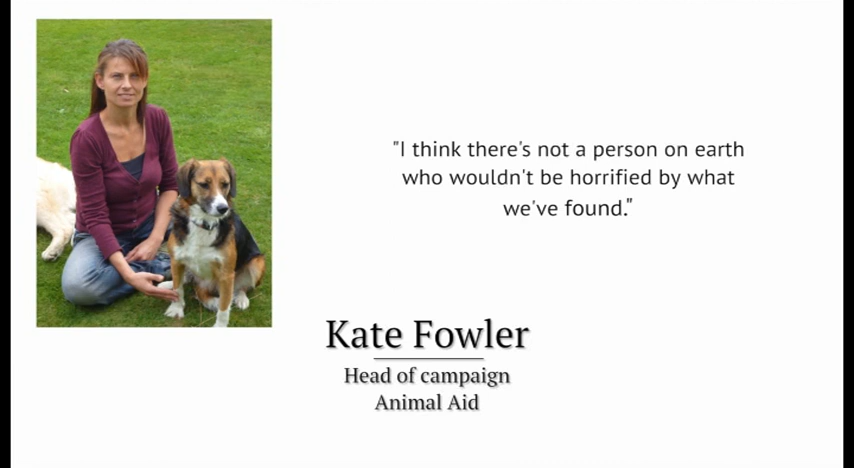 "I think there's not a person on earth
who wouldn't be horrified by what
we've found."
Kate Fowler
Head of campaign
Animal Aid